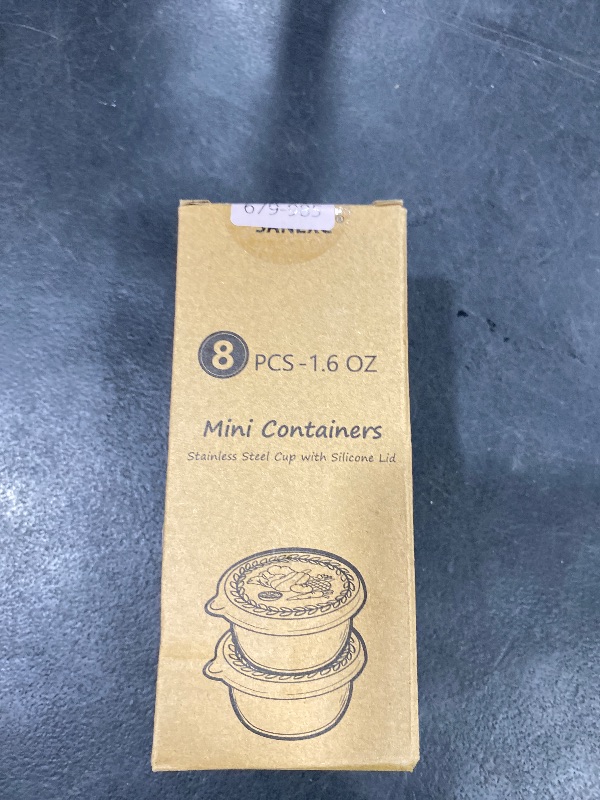 8 PCS-1.6 OZ
Mini Containers
Stainless Steel Cup with Silicone Lid